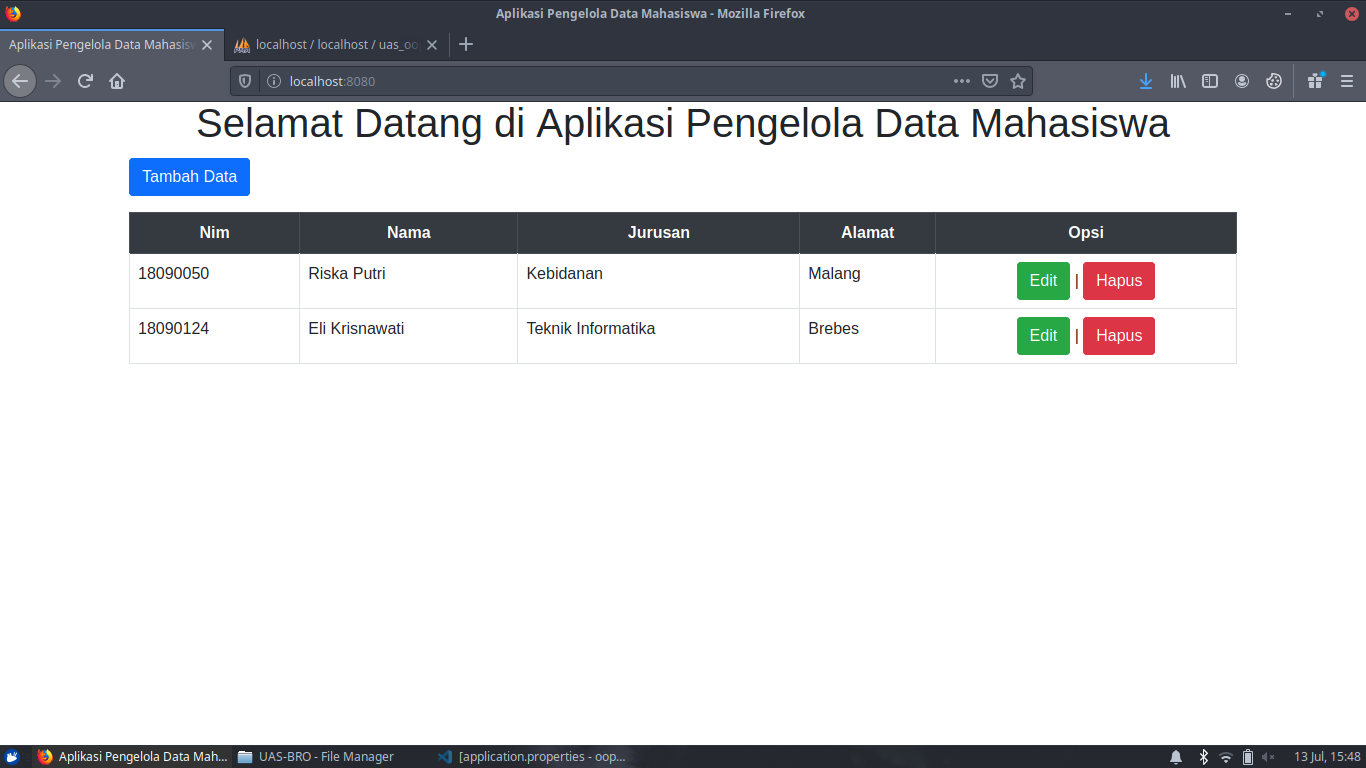 Aplikasi Pengelola Data Mahasiswa - Mozilla Firefox
Aplikasi Pengelola Data Mahasisw
localhost / localhost / uas_oo
localhost:8080
Selamat Datang di Aplikasi Pengelola Data Mahasiswa
Tambah Data
Nim Nama Jurusan Alamat Opsi
18090050 Riska Putri Kebidanan Malang Edit | Hapus
18090124 Eli Krisnawati Teknik Informatika Brebes Edit | Hapus
Aplikasi Pengelola Data Mah... UAS-BRO - File Manager [application.properties - oop... 13 Jul, 15:48